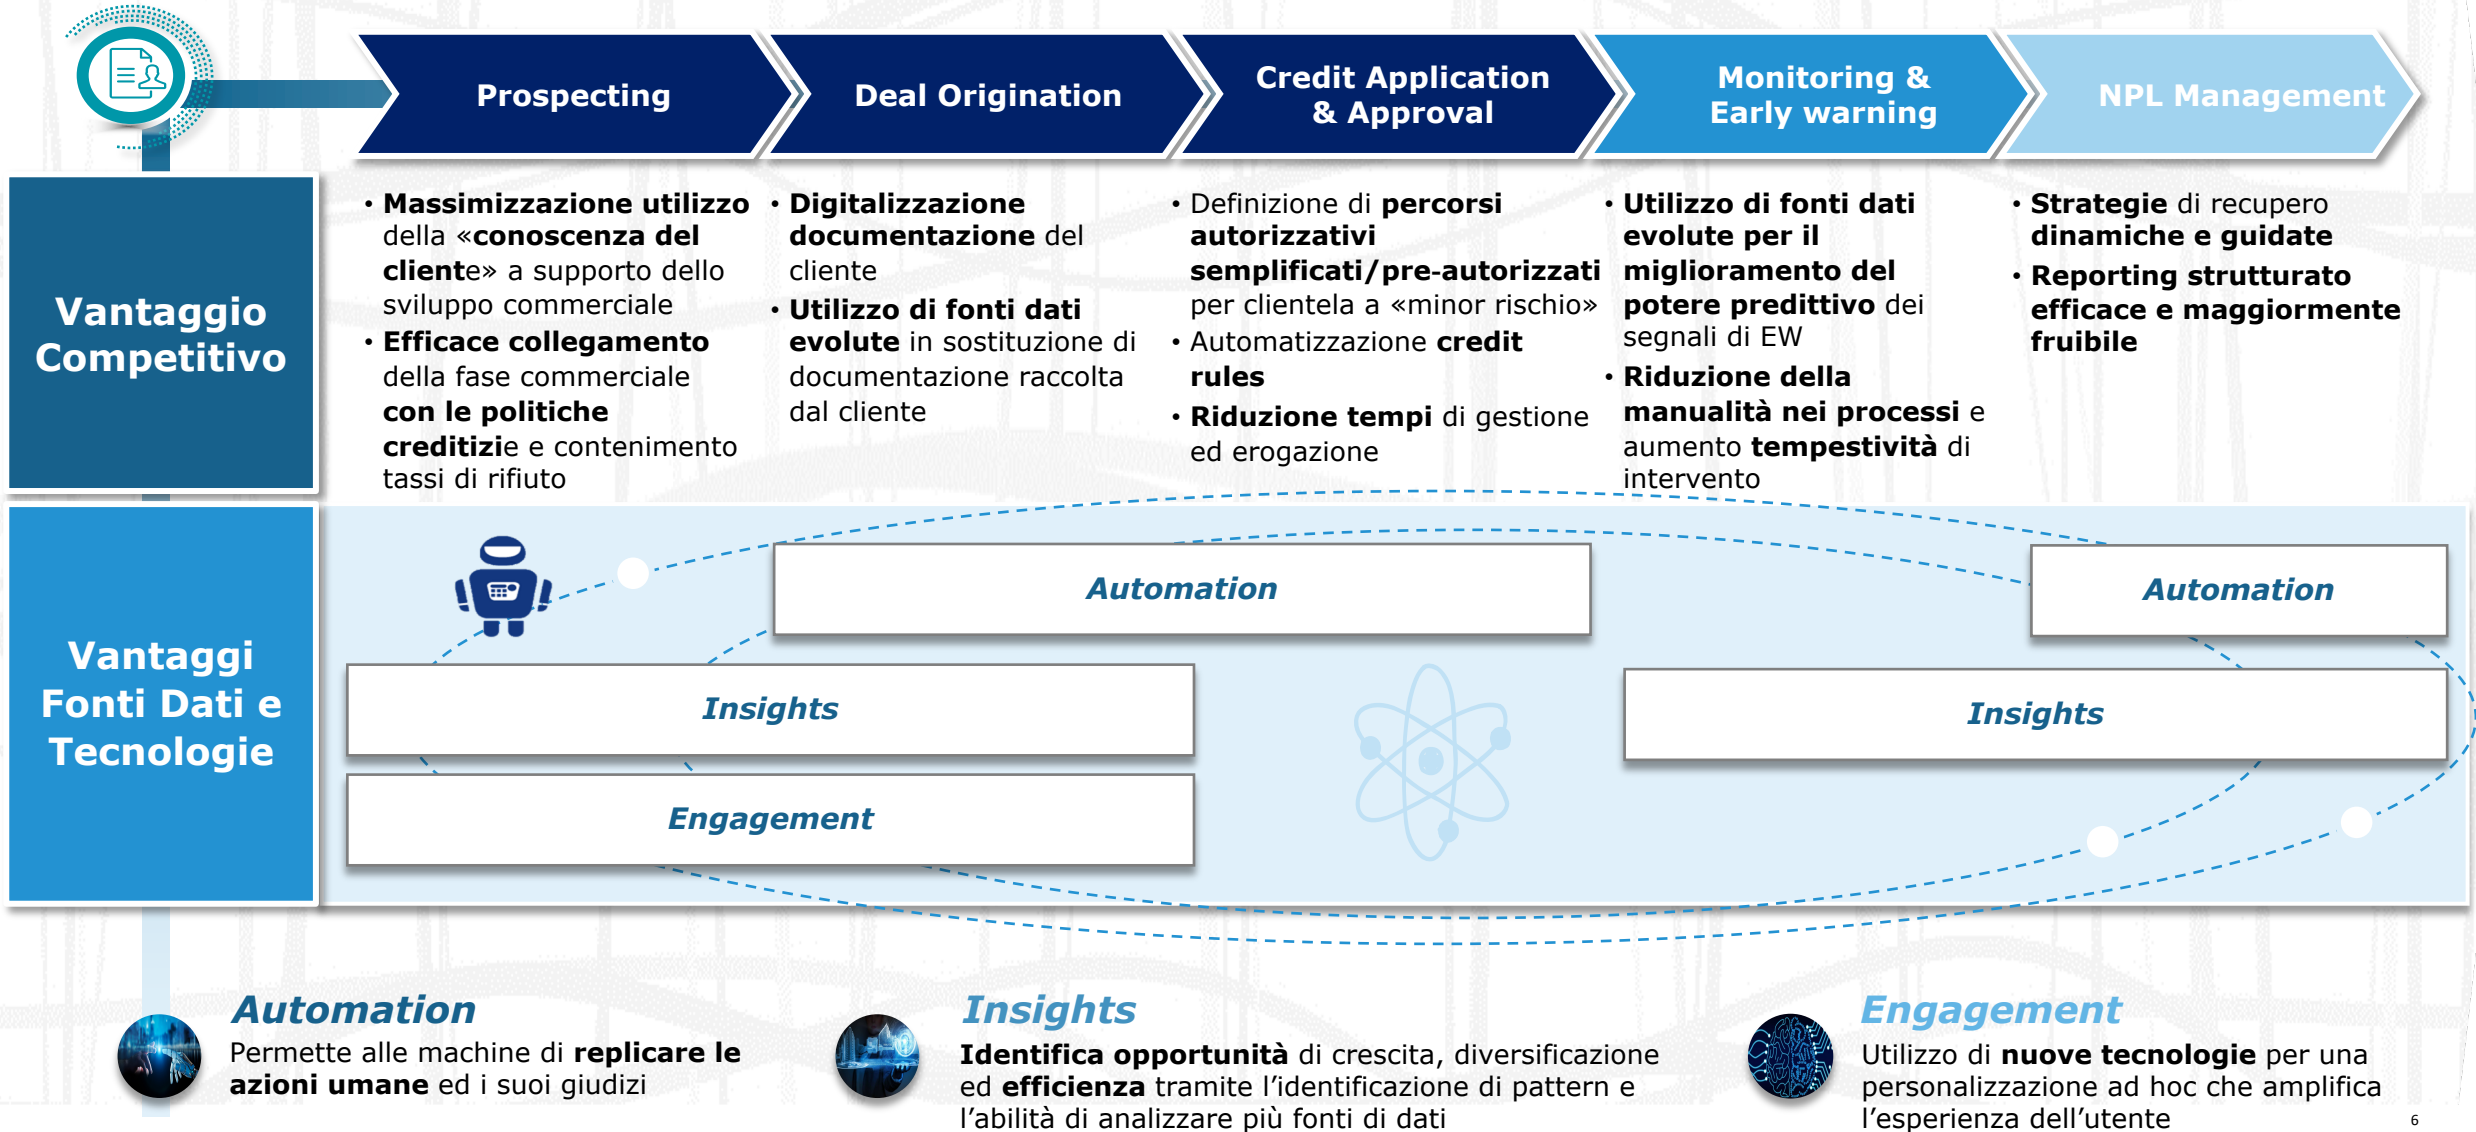 Prospecting
Deal Origination
Credit Application
& Approval
Monitoring &
Early warning
NPL Management
Vantaggio
Competitivo
• Massimizzazione utilizzo
della «conoscenza del
cliente» a supporto dello
sviluppo commerciale
• Efficace collegamento
della fase commerciale
con le politiche
creditizie e contenimento
tassi di rifiuto
• Digitalizzazione
documentazione del
cliente
• Utilizzo di fonti dati
evolute in sostituzione di
documentazione raccolta
dal cliente
• Definizione di percorsi
autorizzativi
semplificati/pre-autorizzati
per clientela a «minor rischio»
• Automatizzazione credit
rules
• Riduzione tempi di gestione
ed erogazione
• Utilizzo di fonti dati
evolute per il
miglioramento del
potere predittivo dei
segnali di EW
• Riduzione della
manualità nei processi e
aumento tempestività di
intervento
• Strategie di recupero
dinamiche e guidate
• Reporting strutturato
efficace e maggiormente
fruibile
Vantaggi
Fonti Dati e
Tecnologie
Automation
Automation
Insights
Insights
Engagement
Automation
Permette alle machine di replicare le
azioni umane ed i suoi giudizi
Insights
Identifica opportunità di crescita, diversificazione
ed efficienza tramite l'identificazione di pattern e
l'abilità di analizzare più fonti di dati
Engagement
Utilizzo di nuove tecnologie per una
personalizzazione ad hoc che amplifica
l'esperienza dell'utente
6